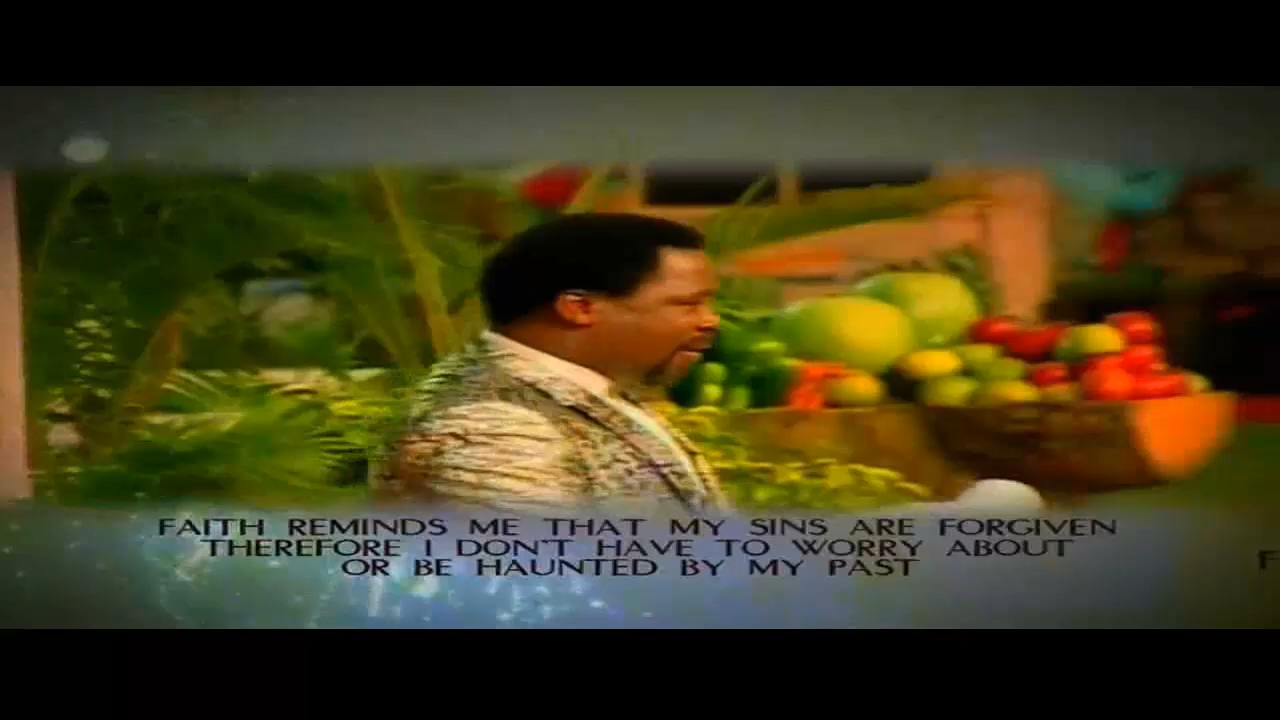 FAITH REMINDS ME THAT MY SINS ARE FORGIVEN
THEREFORE I DON'T HAVE TO WORRY ABOUT
OR BE HAUNTED BY MY PAST
F